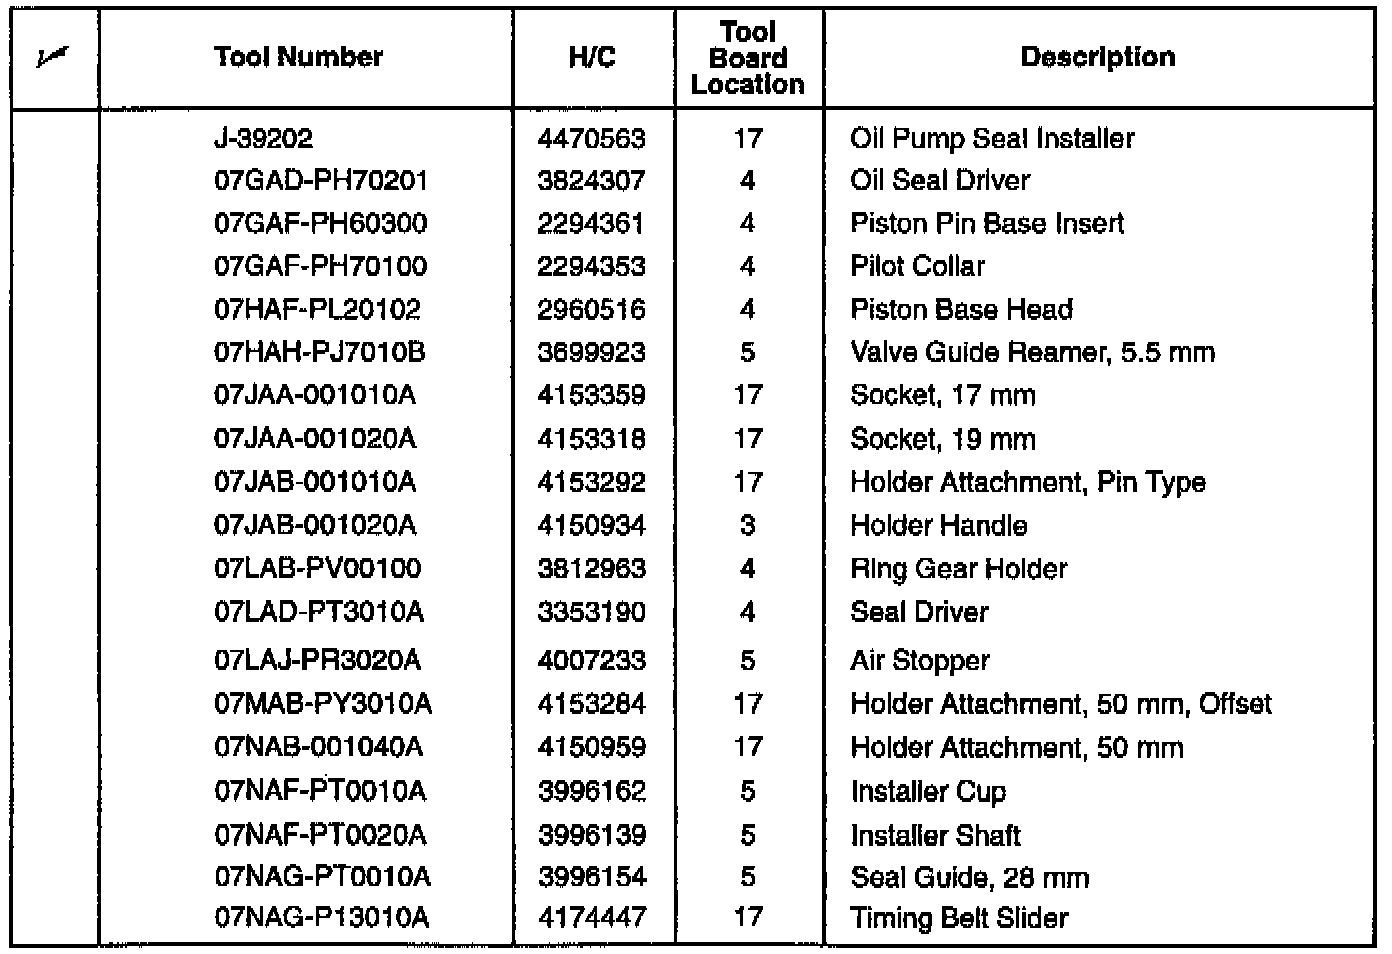 ✓ Tool Number H/C Tool Board Location Description
J-39202 4470563 17 Oil Pump Seal Installer
07GAD-PH70201 3824307 4 Oil Seal Driver
07GAF-PH60300 2294361 4 Piston Pin Base Insert
07GAF-PH70100 2294353 4 Pilot Collar
07HAF-PL20102 2960516 4 Piston Base Head
07HAH-PJ7010B 3699923 5 Valve Guide Reamer, 5.5 mm
07JAA-001010A 4153359 17 Socket, 17 mm
07JAA-001020A 4153318 17 Socket, 19 mm
07JAB-001010A 4153292 17 Holder Attachment, Pin Type
07JAB-001020A 4150934 3 Holder Handle
07LAB-PV00100 3812963 4 Ring Gear Holder
07LAD-PT3010A 3353190 4 Seal Driver
07LAJ-PR3020A 4007233 5 Air Stopper
07MAB-PY3010A 4153284 17 Holder Attachment, 50 mm, Offset
07NAB-001040A 4150959 17 Holder Attachment, 50 mm
07NAF-PT0010A 3996162 5 Installer Cup
07NAF-PT0020A 3996139 5 Installer Shaft
07NAG-PT0010A 3996154 5 Seal Guide, 28 mm
07NAG-P13010A 4174447 17 Timing Belt Slider